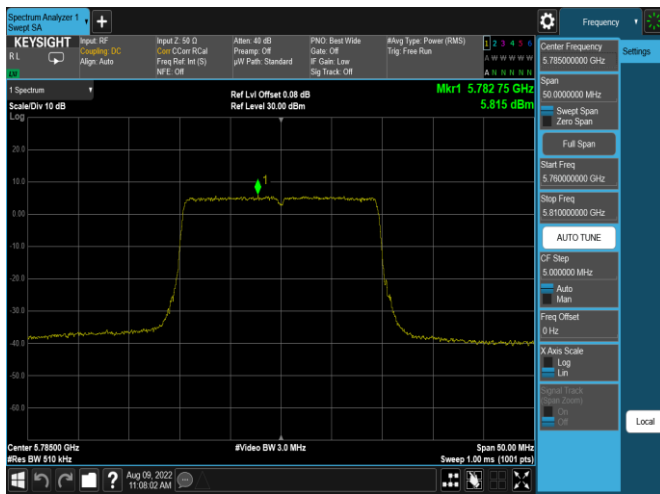 Spectrum Analyzer 1
Swept SA
+
Frequency
KEYSIGHT
RL
Input: RF
Coupling: DC
Align: Auto
Input Z: 50 Ω
Corr CCorr RCal
Freq Ref: Int (S)
NFE: Off
Atten: 40 dB
Preamp: Off
µW Path: Standard
PNO: Best Wide
Gate: Off
IF Gain: Low
Sig Track: Off
#Avg Type: Power (RMS)
Trig: Free Run
1 2 3 4 5 6
A W W W W W
A N N N N N
Center Frequency
5.785000000 GHz
Settings
1 Spectrum
Scale/Div 10 dB
Log
Ref Lvl Offset 0.08 dB
Ref Level 30.00 dBm
Mkr1 5.782 75 GHz
5.815 dBm
Span
50.0000000 MHz
Swept Span
Zero Span
Full Span
Start Freq
5.760000000 GHz
Stop Freq
5.810000000 GHz
AUTO TUNE
CF Step
5.000000 MHz
Auto
Man
Freq Offset
0 Hz
X Axis Scale
Log
Lin
Signal Track
(Span Zoom)
On
Off
Local
20.0
10.0
1
0.00
-10.0
-20.0
-30.0
-40.0
-50.0
-60.0
Center 5.78500 GHz
#Res BW 510 kHz
#Video BW 3.0 MHz
Span 50.00 MHz
Sweep 1.00 ms (1001 pts)
?
Aug 09, 2022
11:08:02 AM